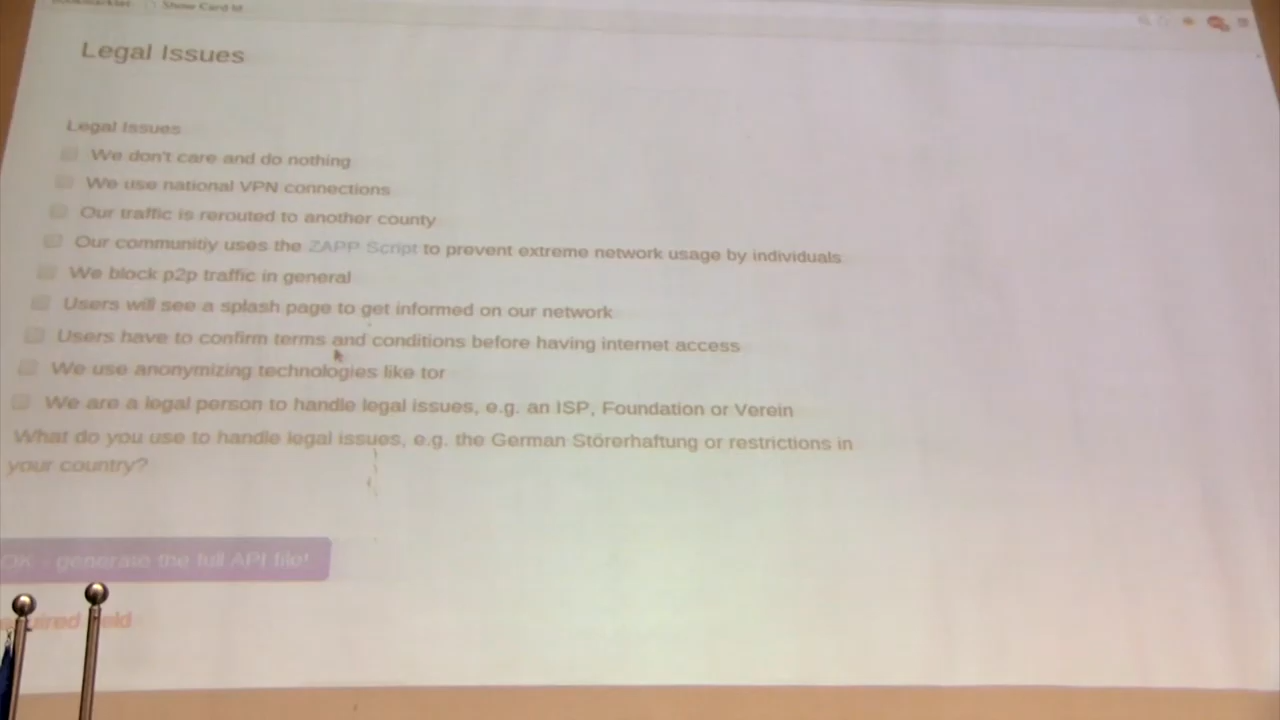 Show Card Id
Legal Issues
Legal Issues
We don't care and do nothing
We use national VPN connections
Our traffic is rerouted to another county
Our communitiy uses the ZAPP Script to prevent extreme network usage by individuals
We block p2p traffic in general
Users will see a splash page to get informed on our network
Users have to confirm terms and conditions before having internet access
We use anonymizing technologies like tor
We are a legal person to handle legal issues, e.g. an ISP, Foundation or Verein
What do you use to handle legal issues, e.g. the German Störerhaftung or restrictions in
your country?
OK - generate the full API file!